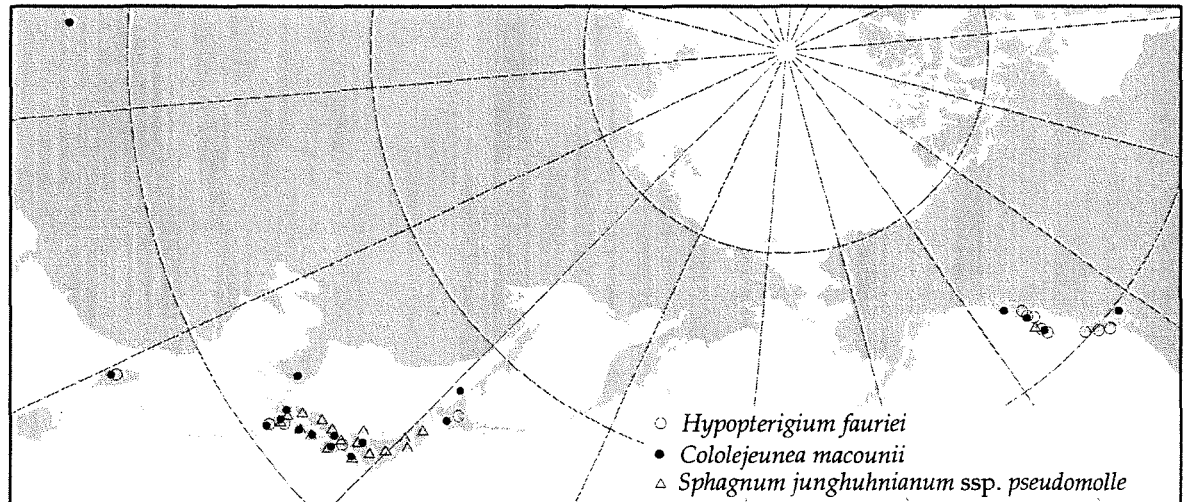 Hypopterigium fauriei
Cololejeunea macounii
Sphagnum junghuhnianum ssp. pseudomolle